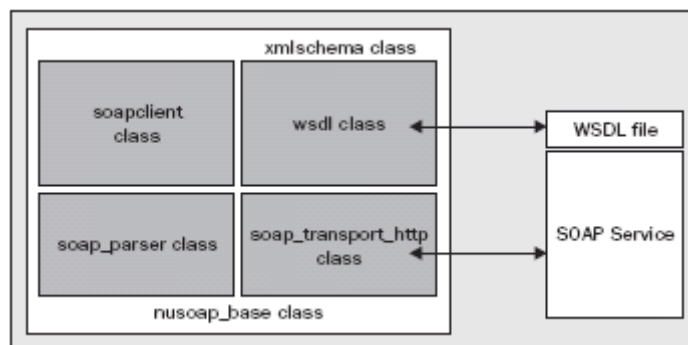 xmlschema class
soapclient
class
wsdl class
WSDL file
soap_parser class
soap_transport_http
class
SOAP Service
nusoap_base class